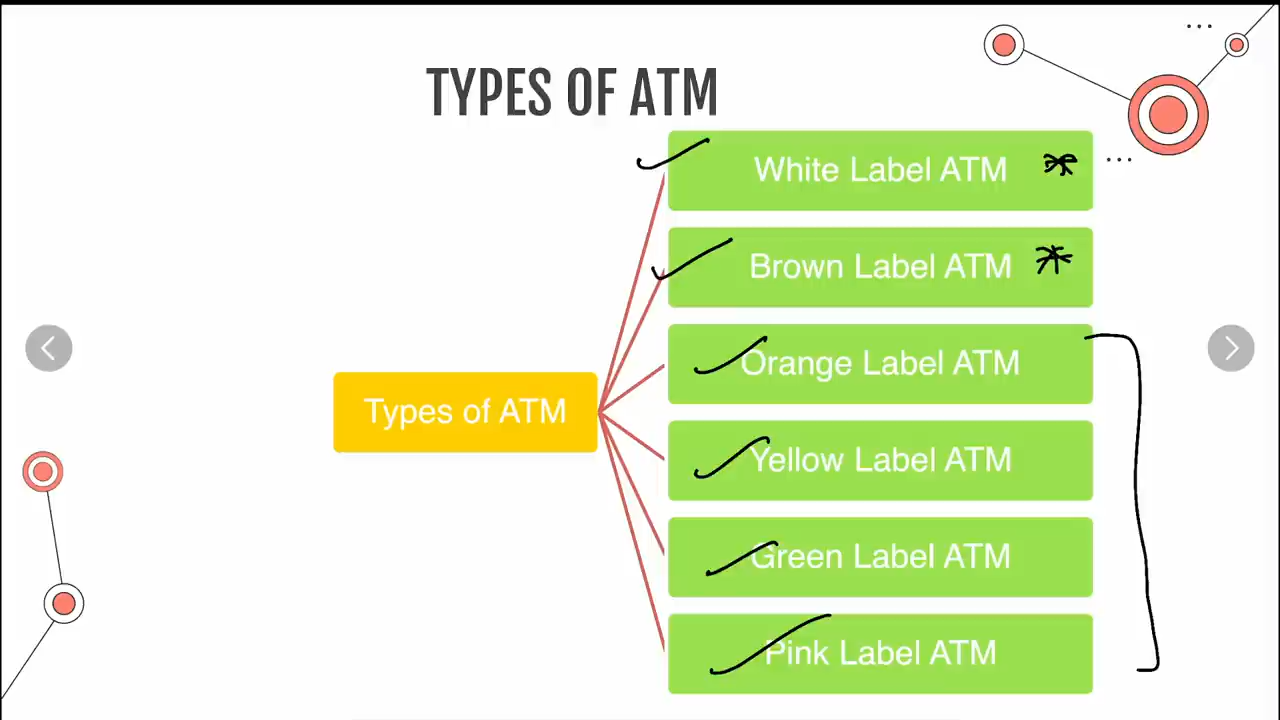 TYPES OF ATM
White Label ATM
Brown Label ATM
Orange Label ATM
Types of ATM
Yellow Label ATM
Green Label ATM
Pink Label ATM